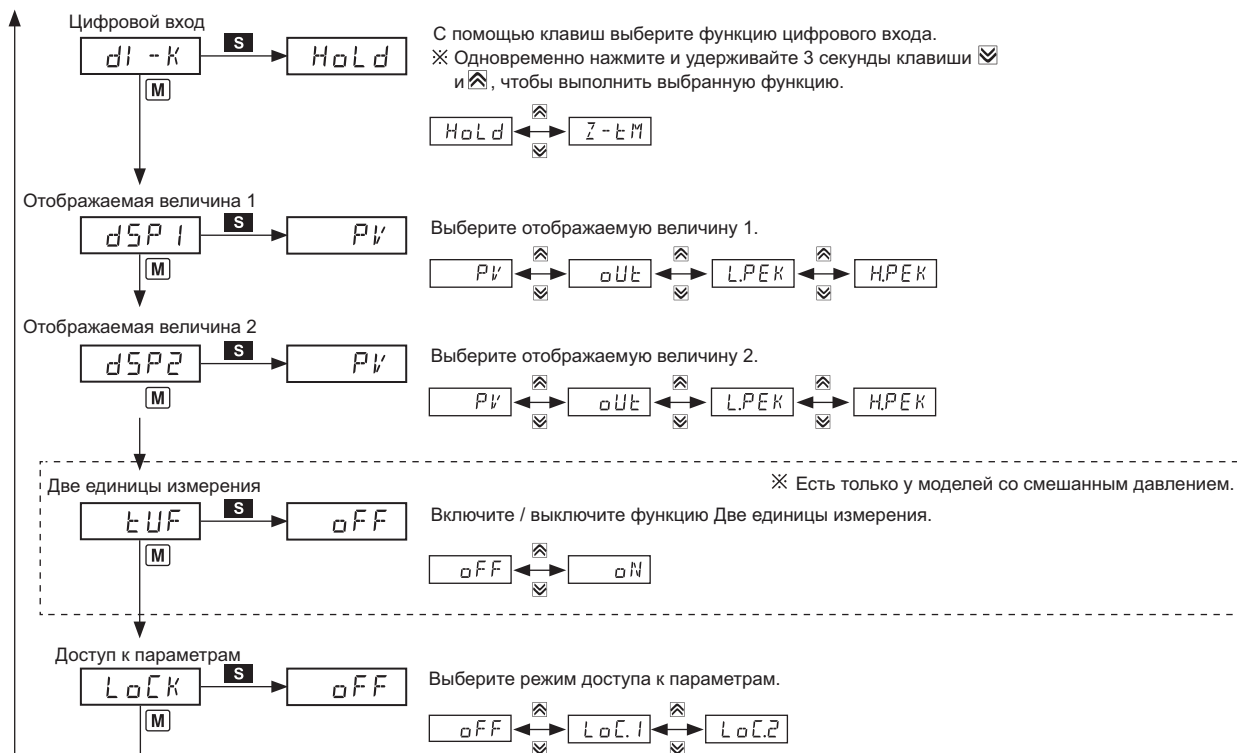 Цифровой вход
dI -K S HoLd
M
С помощью клавиш выберите функцию цифрового входа.
※ Одновременно нажмите и удерживайте 3 секунды клавиши
и , чтобы выполнить выбранную функцию.
HoLd Z-tM
Отображаемая величина 1
dSP1 S PV
M
Выберите отображаемую величину 1.
PV oUt L.PEK H.PEK
Отображаемая величина 2
dSP2 S PV
M
Выберите отображаемую величину 2.
PV oUt L.PEK H.PEK
※ Есть только у моделей со смешанным давлением.
Две единицы измерения
tUF S oFF
M
Включите / выключите функцию Две единицы измерения.
oFF oN
Доступ к параметрам
LoCK S oFF
M
Выберите режим доступа к параметрам.
oFF LoC.1 LoC.2